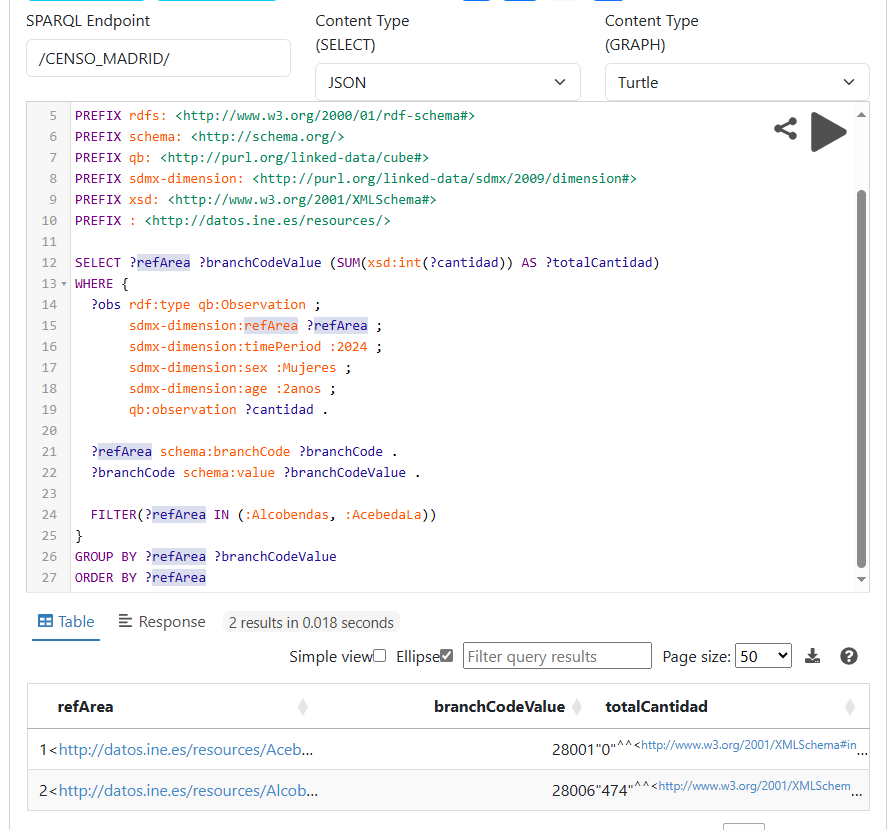 SPARQL Endpoint
Content Type
(SELECT)
Content Type
(GRAPH)
/CENSO_MADRID/
JSON
Turtle
5 PREFIX rdfs: <http://www.w3.org/2000/01/rdf-schema#>
6 PREFIX schema: <http://schema.org/>
7 PREFIX qb: <http://purl.org/linked-data/cube#>
8 PREFIX sdmx-dimension: <http://purl.org/linked-data/sdmx/2009/dimension#>
9 PREFIX xsd: <http://www.w3.org/2001/XMLSchema#>
10 PREFIX : <http://datos.ine.es/resources/>
11
12 SELECT ?refArea ?branchCodeValue (SUM(xsd:int(?cantidad)) AS ?totalCantidad)
13 WHERE {
14 ?obs rdf:type qb:Observation ;
15 sdmx-dimension:refArea ?refArea ;
16 sdmx-dimension:timePeriod :2024 ;
17 sdmx-dimension:sex :Mujeres ;
18 sdmx-dimension:age :2anos ;
19 qb:observation ?cantidad .
20
21 ?refArea schema:branchCode ?branchCode .
22 ?branchCode schema:value ?branchCodeValue .
23
24 FILTER(?refArea IN (:Alcobendas, :AcebedaLa))
25 }
26 GROUP BY ?refArea ?branchCodeValue
27 ORDER BY ?refArea
Table Response 2 results in 0.018 seconds
Simple view Ellipse Filter query results Page size: 50
refArea branchCodeValue totalCantidad
1 <http://datos.ine.es/resources/Aceb... 28001 "0"^^<http://www.w3.org/2001/XMLSchema#in...
2 <http://datos.ine.es/resources/Alcob... 28006 "474"^^<http://www.w3.org/2001/XMLSchem...